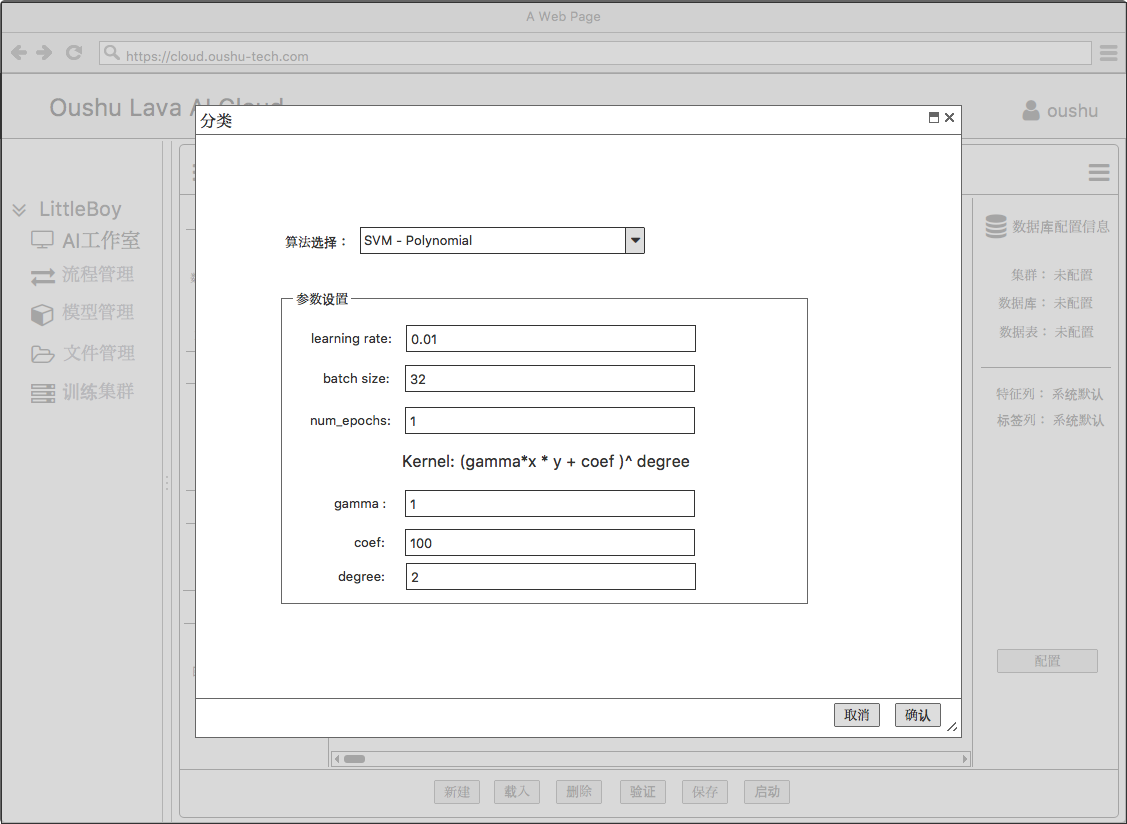 A Web Page
https://cloud.oushu-tech.com
Oushu Lava AI Cloud
oushu
分类
LittleBoy
AI工作室
流程管理
模型管理
文件管理
训练集群
算法选择：
SVM - Polynomial
参数设置
learning rate: 0.01
batch size: 32
num_epochs: 1
Kernel: (gamma*x * y + coef )^ degree
gamma : 1
coef: 100
degree: 2
取消
确认
数据库配置信息
集群： 未配置
数据库： 未配置
数据表： 未配置
特征列： 系统默认
标签列： 系统默认
配置
新建
载入
删除
验证
保存
启动